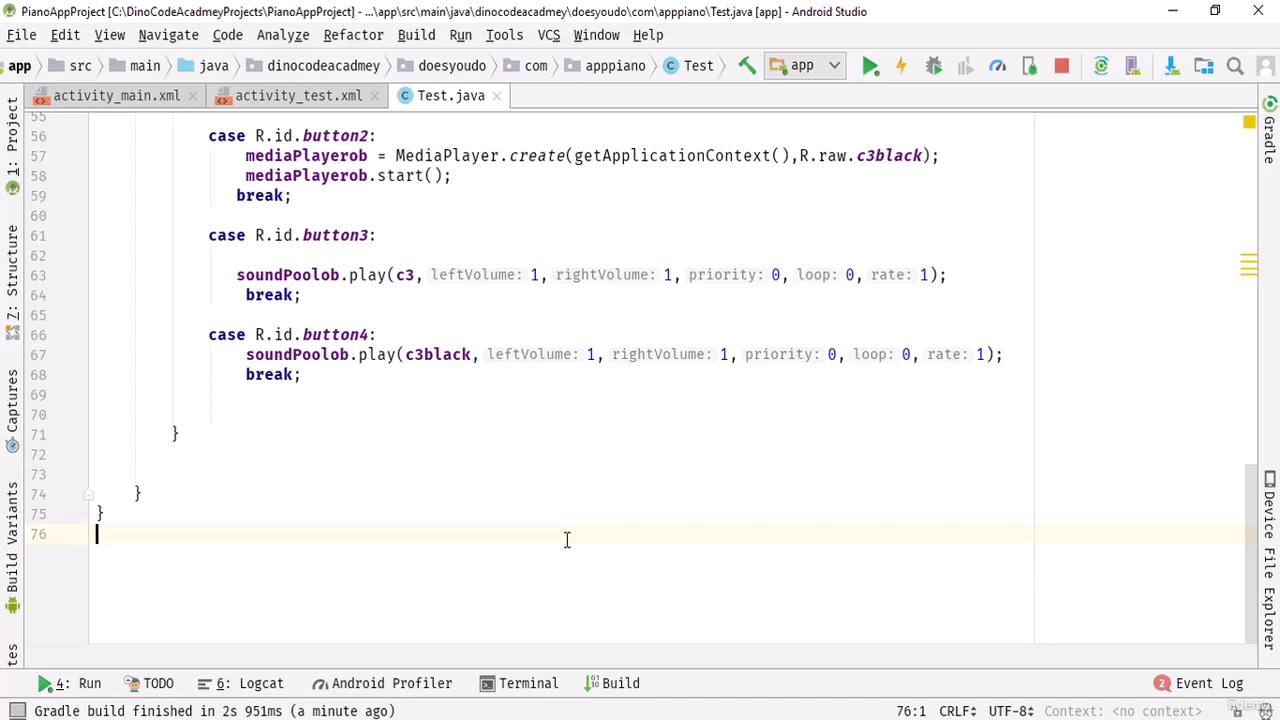 PianoAppProject [C:\DinoCodeAcadmeyProjects\PianoAppProject] - ...\app\src\main\java\dinocodeacadmey\doesyoudo\com\apppiano\Test.java [app] - Android Studio
File Edit View Navigate Code Analyze Refactor Build Run Tools VCS Window Help
app src main java dinocodeacadmey doesyoudo com apppiano Test app
activity_main.xml activity_test.xml Test.java
1: Project
Z: Structure
Captures
Build Variants
tes
Gradle
Device File Explorer
55
56 case R.id.button2:
57 mediaPlayerob = MediaPlayer.create(getApplicationContext(),R.raw.c3black);
58 mediaPlayerob.start();
59 break;
60
61 case R.id.button3:
62
63 soundPoolob.play(c3, leftVolume: 1, rightVolume: 1, priority: 0, loop: 0, rate: 1);
64 break;
65
66 case R.id.button4:
67 soundPoolob.play(c3black, leftVolume: 1, rightVolume: 1, priority: 0, loop: 0, rate: 1);
68 break;
69
70
71 }
72
73
74 }
75 }
76
4: Run TODO 6: Logcat Android Profiler Terminal Build 2 Event Log
Gradle build finished in 2s 951ms (a minute ago) 76:1 CRLF UTF-8 Context: <no context>